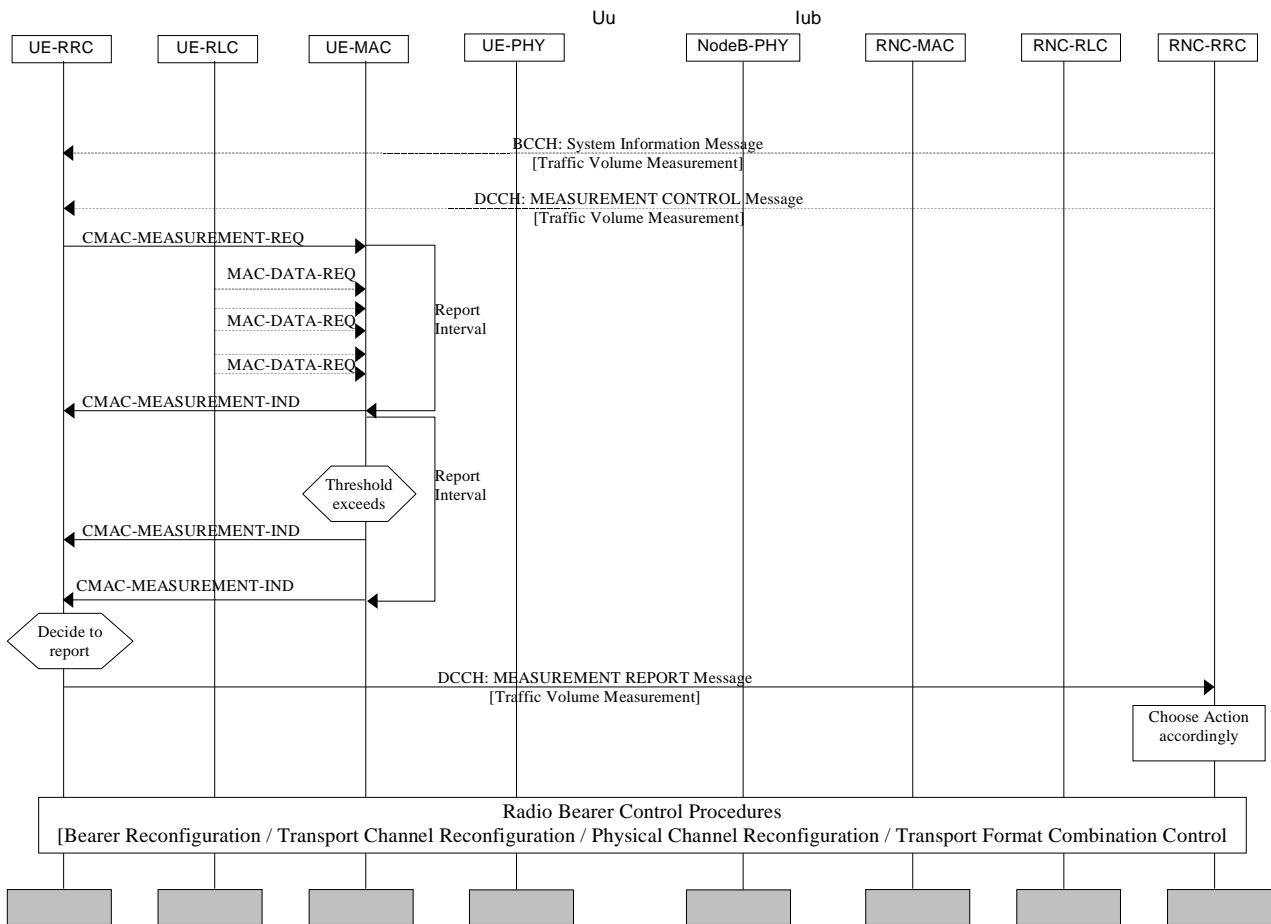 Uu Iub
UE-RRC UE-RLC UE-MAC UE-PHY NodeB-PHY RNC-MAC RNC-RLC RNC-RRC
BCCH: System Information Message
[Traffic Volume Measurement]
DCCH: MEASUREMENT CONTROL Message
[Traffic Volume Measurement]
CMAC-MEASUREMENT-REQ
MAC-DATA-REQ
Report
Interval
MAC-DATA-REQ
MAC-DATA-REQ
CMAC-MEASUREMENT-IND
Threshold
exceeds
Report
Interval
CMAC-MEASUREMENT-IND
CMAC-MEASUREMENT-IND
Decide to
report
DCCH: MEASUREMENT REPORT Message
[Traffic Volume Measurement]
Choose Action
accordingly
Radio Bearer Control Procedures
[Bearer Reconfiguration / Transport Channel Reconfiguration / Physical Channel Reconfiguration / Transport Format Combination Control